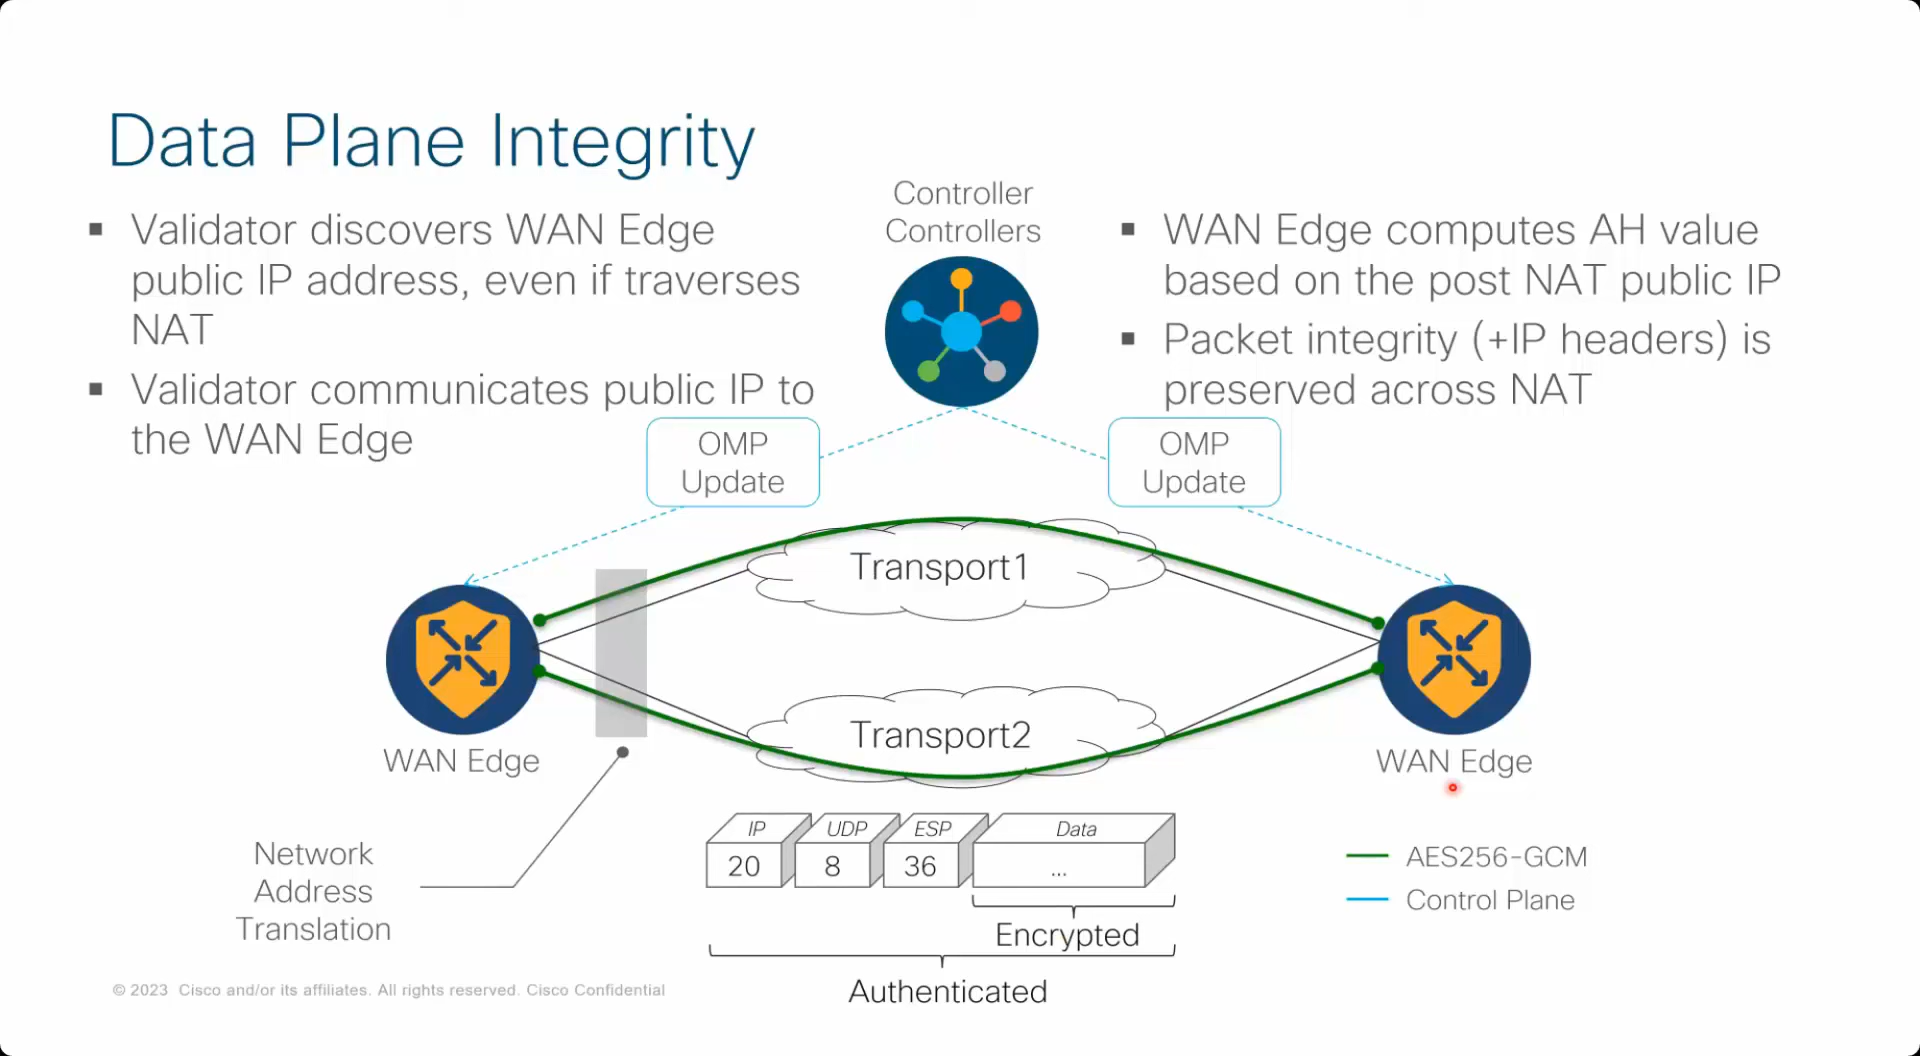 Data Plane Integrity
▪ Validator discovers WAN Edge
public IP address, even if traverses
NAT
▪ Validator communicates public IP to
the WAN Edge
Controller
Controllers
▪ WAN Edge computes AH value
based on the post NAT public IP
▪ Packet integrity (+IP headers) is
preserved across NAT
OMP
Update
OMP
Update
Transport1
Transport2
WAN Edge
WAN Edge
Network
Address
Translation
IP UDP ESP Data
20 8 36 ...
Encrypted
Authenticated
AES256-GCM
Control Plane
© 2023 Cisco and/or its affiliates. All rights reserved. Cisco Confidential